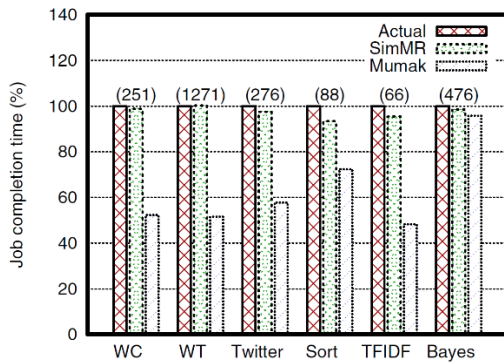 Job completion time (%)
140
120
100
80
60
40
20
0
Actual
SimMR
Mumak
(251) (1271) (276) (88) (66) (476)
WC WT Twitter Sort TFIDF Bayes